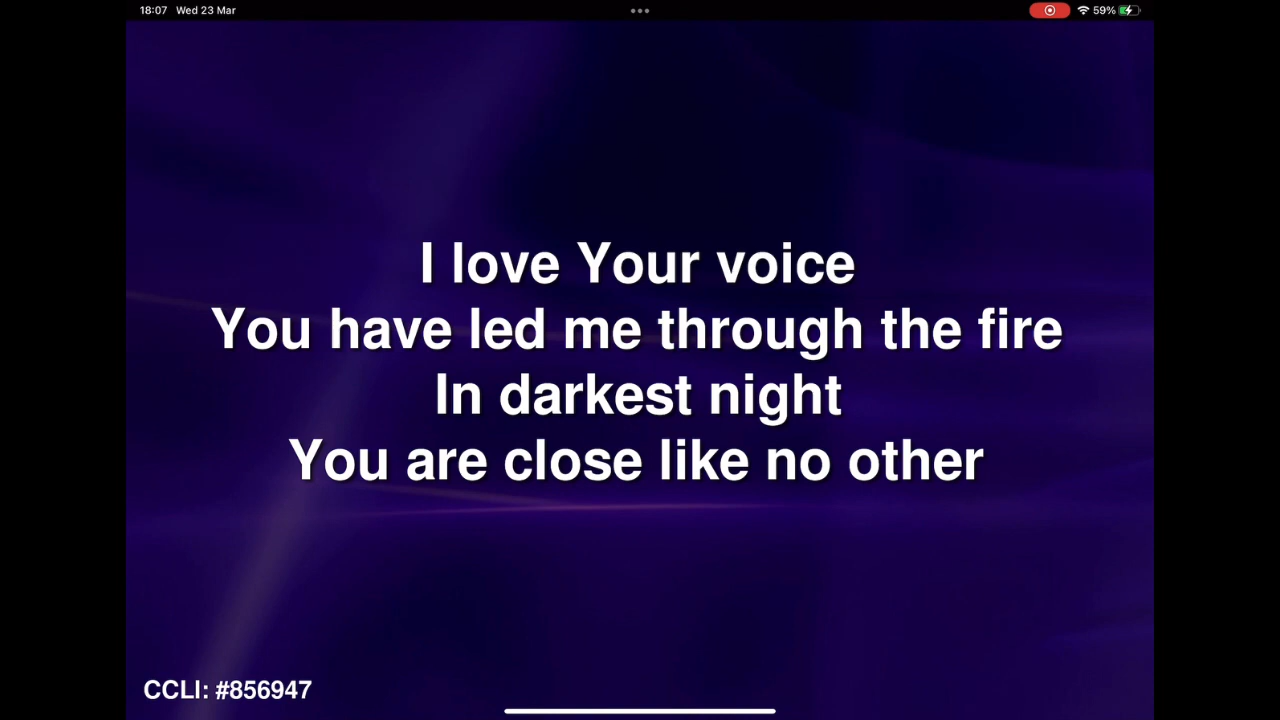 18:07 Wed 23 Mar
59%
I love Your voice
You have led me through the fire
In darkest night
You are close like no other
CCLI: #856947